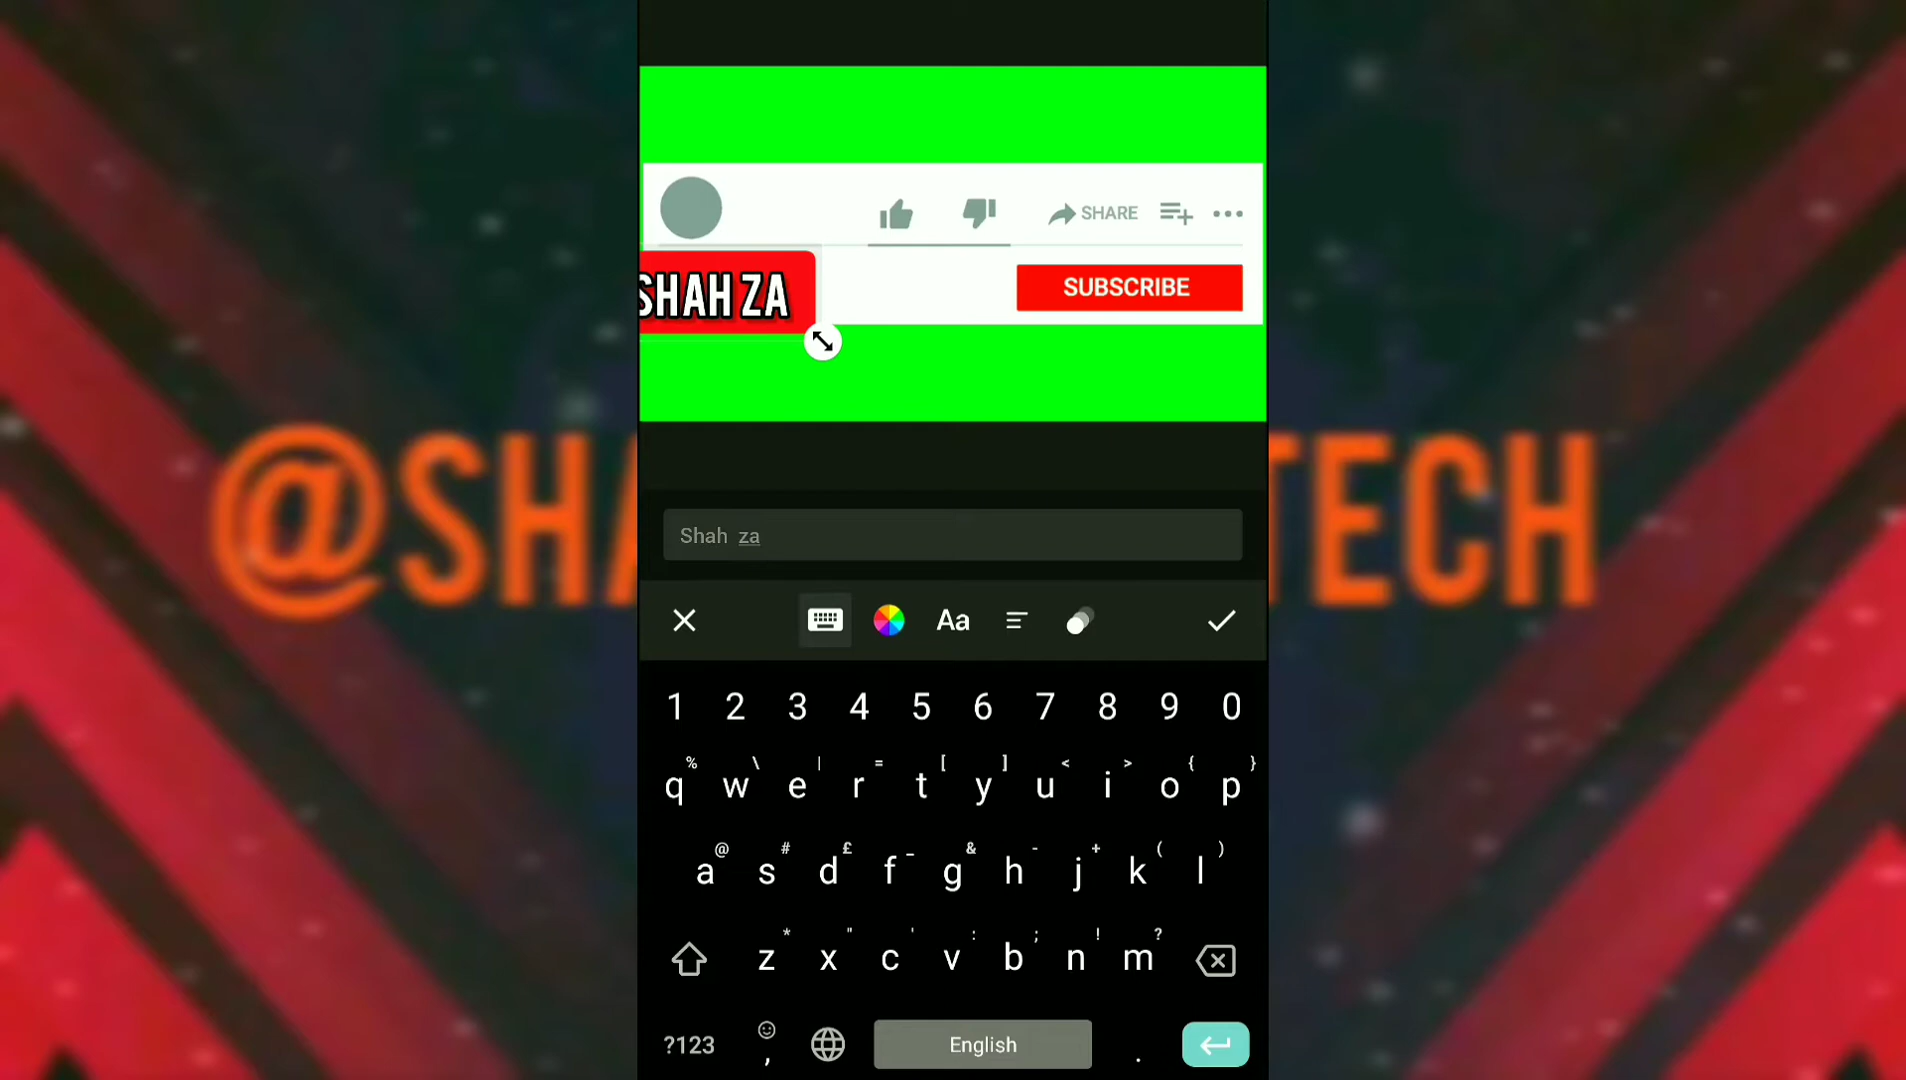 SHARE
SHAH ZA
SUBSCRIBE
@SHA TECH
Shah za
Aa
1 2 3 4 5 6 7 8 9 0
% \ | = [ ] < > { }
q w e r t y u i o p
@ # £ _ & - + ( )
a s d f g h j k l
* " ' : ; ! ?
z x c v b n m
?123 , English .